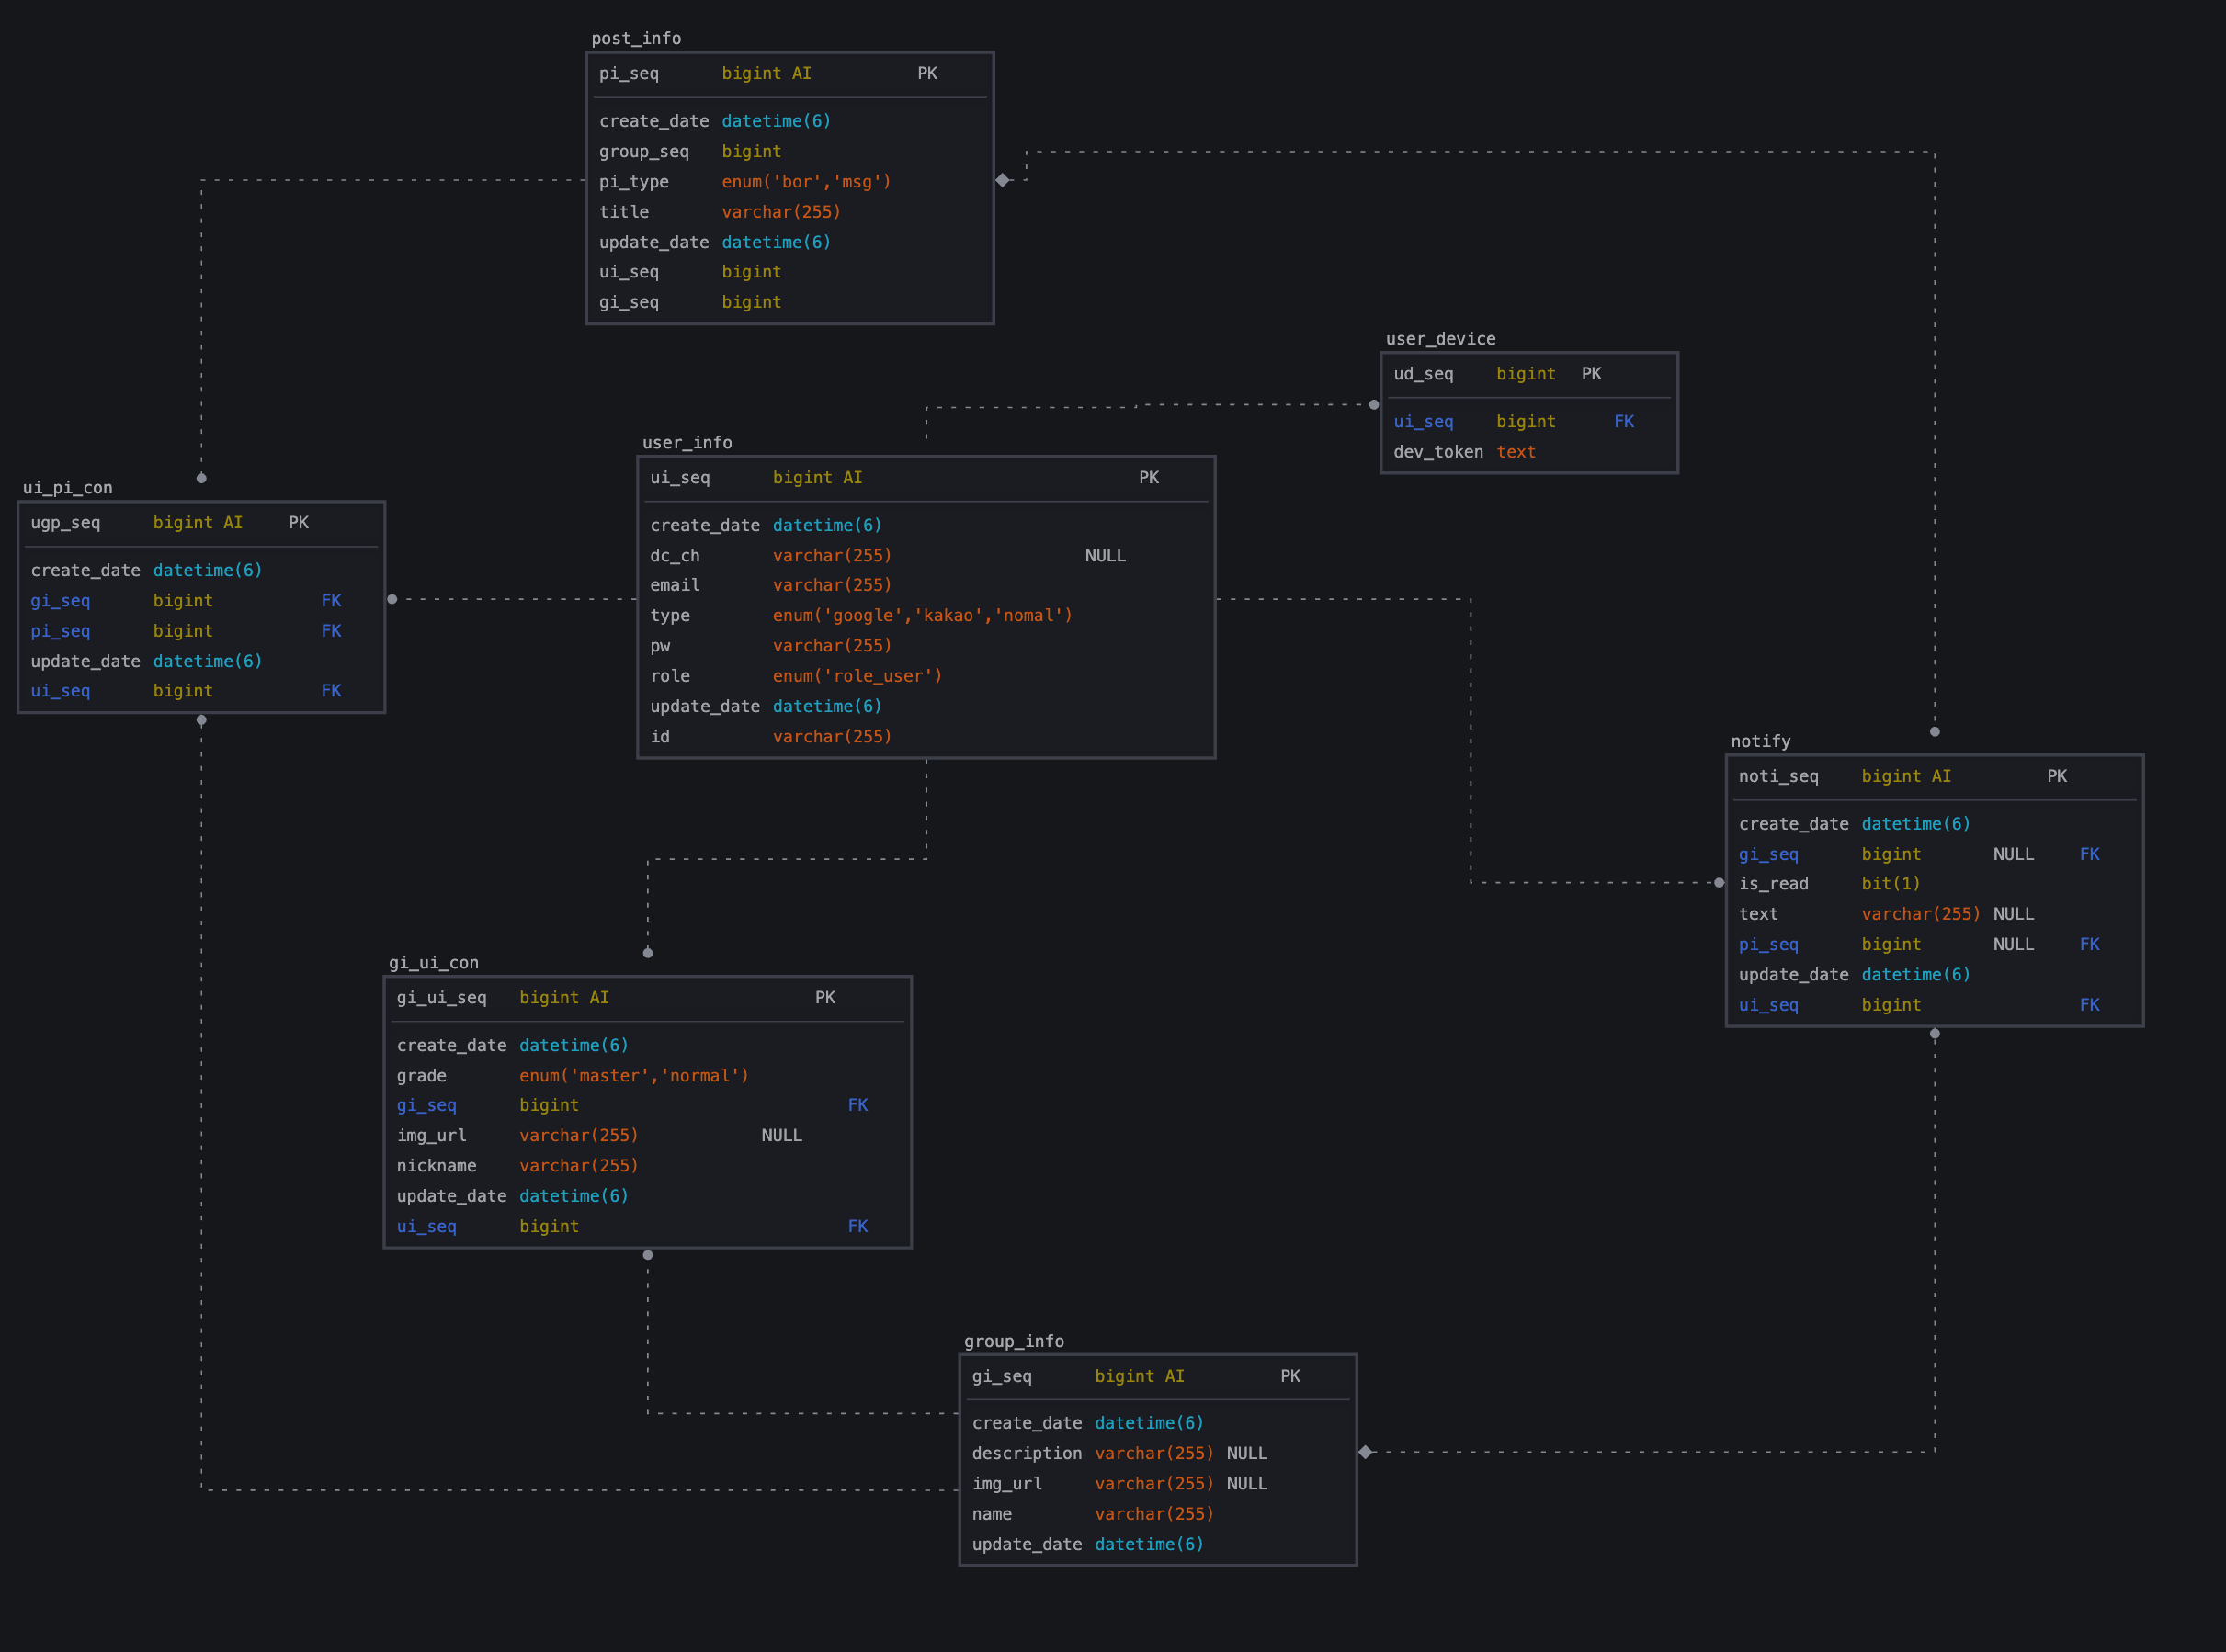 post_info
pi_seq bigint AI PK
create_date datetime(6)
group_seq bigint
pi_type enum('bor','msg')
title varchar(255)
update_date datetime(6)
ui_seq bigint
gi_seq bigint
user_device
ud_seq bigint PK
ui_seq bigint FK
dev_token text
user_info
ui_seq bigint AI PK
create_date datetime(6)
dc_ch varchar(255) NULL
email varchar(255)
type enum('google','kakao','nomal')
pw varchar(255)
role enum('role_user')
update_date datetime(6)
id varchar(255)
ui_pi_con
ugp_seq bigint AI PK
create_date datetime(6)
gi_seq bigint FK
pi_seq bigint FK
update_date datetime(6)
ui_seq bigint FK
notify
noti_seq bigint AI PK
create_date datetime(6)
gi_seq bigint NULL FK
is_read bit(1)
text varchar(255) NULL
pi_seq bigint NULL FK
update_date datetime(6)
ui_seq bigint FK
gi_ui_con
gi_ui_seq bigint AI PK
create_date datetime(6)
grade enum('master','normal')
gi_seq bigint FK
img_url varchar(255) NULL
nickname varchar(255)
update_date datetime(6)
ui_seq bigint FK
group_info
gi_seq bigint AI PK
create_date datetime(6)
description varchar(255) NULL
img_url varchar(255) NULL
name varchar(255)
update_date datetime(6)